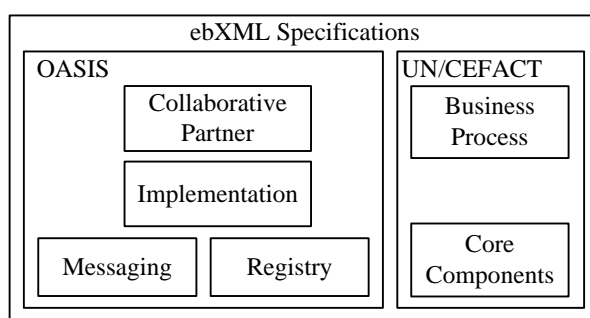 ebXML Specifications
OASIS
Collaborative
Partner
Implementation
Messaging
Registry
UN/CEFACT
Business
Process
Core
Components